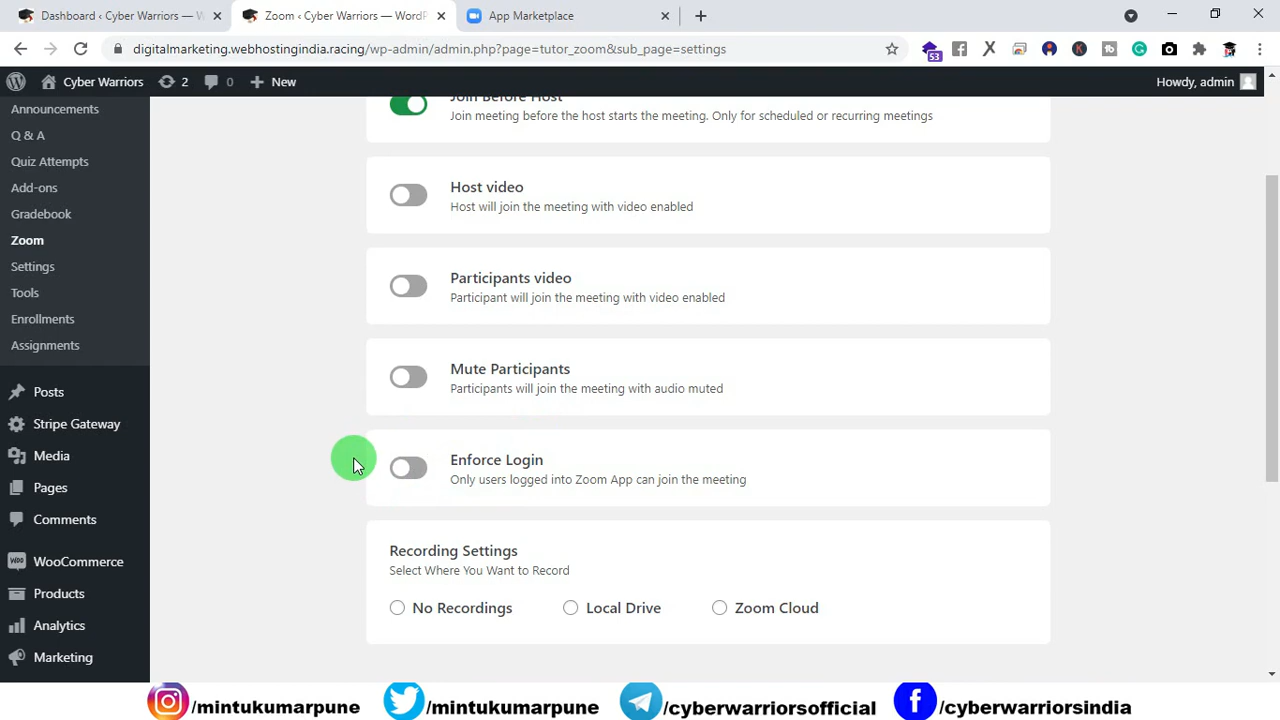 Dashboard ‹ Cyber Warriors — W
Zoom ‹ Cyber Warriors — WordP
App Marketplace
digitalmarketing.webhostingindia.racing/wp-admin/admin.php?page=tutor_zoom&sub_page=settings
53
Cyber Warriors
2
0
New
Howdy, admin
Announcements
Q & A
Quiz Attempts
Add-ons
Gradebook
Zoom
Settings
Tools
Enrollments
Assignments
Posts
Stripe Gateway
Media
Pages
Comments
WooCommerce
Products
Analytics
Marketing
Join Before Host
Join meeting before the host starts the meeting. Only for scheduled or recurring meetings
Host video
Host will join the meeting with video enabled
Participants video
Participant will join the meeting with video enabled
Mute Participants
Participants will join the meeting with audio muted
Enforce Login
Only users logged into Zoom App can join the meeting
Recording Settings
Select Where You Want to Record
No Recordings
Local Drive
Zoom Cloud
/mintukumarpune
/mintukumarpune
/cyberwarriorsofficial
/cyberwarriorsindia